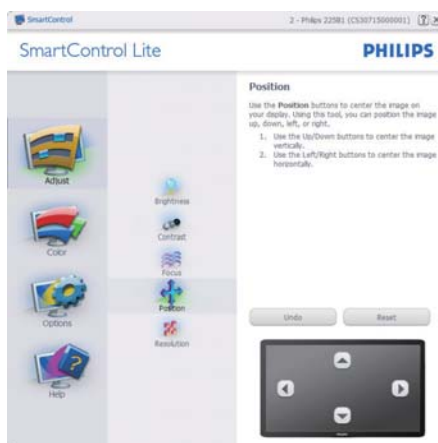 SmartControl
2 - Philips 225B1 (CS30715000001)
SmartControl Lite
PHILIPS
Adjust
Color
Options
Help
Brightness
Contrast
Focus
Position
Resolution
Position
Use the Position buttons to center the image on
your display. Using this tool, you can position the image
up, down, left, or right.
1. Use the Up/Down buttons to center the image
vertically.
2. Use the Left/Right buttons to center the image
horizontally.
Undo
Reset